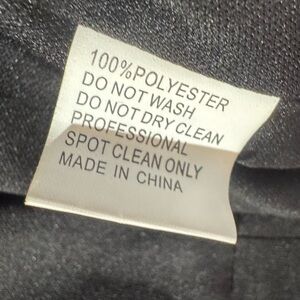 100%POLYESTER
DO NOT WASH
DO NOT DRY CLEAN
PROFESSIONAL
SPOT CLEAN ONLY
MADE IN CHINA